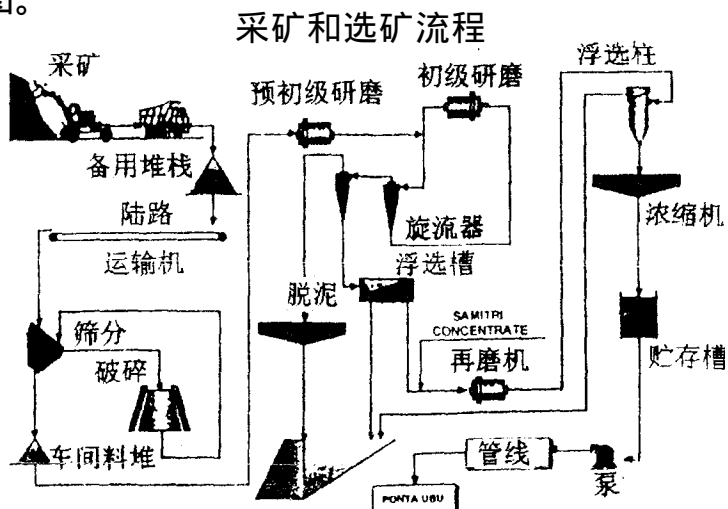 图。
采矿和选矿流程
采矿
预初级研磨
初级研磨
浮选柱
备用堆栈
陆路
运输机
旋流器
浮选槽
浓缩机
脱泥
SAMITRI
CONCENTRATE
筛分
破碎
再磨机
贮存槽
车间料堆
管线
泵
PONTA UBU